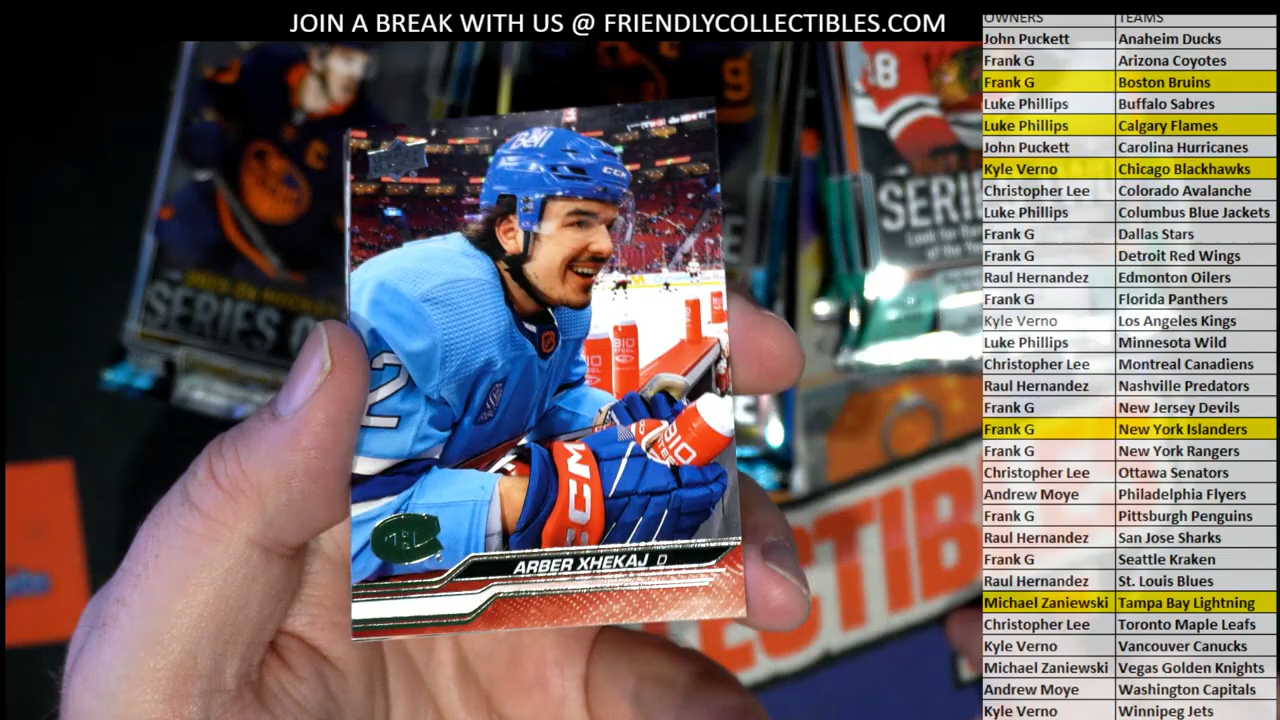 JOIN A BREAK WITH US @ FRIENDLYCOLLECTIBLES.COM
OWNERS TEAMS
John Puckett Anaheim Ducks
Frank G Arizona Coyotes
Frank G Boston Bruins
Luke Phillips Buffalo Sabres
Luke Phillips Calgary Flames
John Puckett Carolina Hurricanes
Kyle Verno Chicago Blackhawks
Christopher Lee Colorado Avalanche
Luke Phillips Columbus Blue Jackets
Frank G Dallas Stars
Frank G Detroit Red Wings
Raul Hernandez Edmonton Oilers
Frank G Florida Panthers
Kyle Verno Los Angeles Kings
Luke Phillips Minnesota Wild
Christopher Lee Montreal Canadiens
Raul Hernandez Nashville Predators
Frank G New Jersey Devils
Frank G New York Islanders
Frank G New York Rangers
Christopher Lee Ottawa Senators
Andrew Moye Philadelphia Flyers
Frank G Pittsburgh Penguins
Raul Hernandez San Jose Sharks
Frank G Seattle Kraken
Raul Hernandez St. Louis Blues
Michael Zaniewski Tampa Bay Lightning
Christopher Lee Toronto Maple Leafs
Kyle Verno Vancouver Canucks
Michael Zaniewski Vegas Golden Knights
Andrew Moye Washington Capitals
Kyle Verno Winnipeg Jets
Bell
CCM
2
BIO
BIO
CCM
ARBER XHEKAJ D
SERIES
SERIE
8
ECTIB